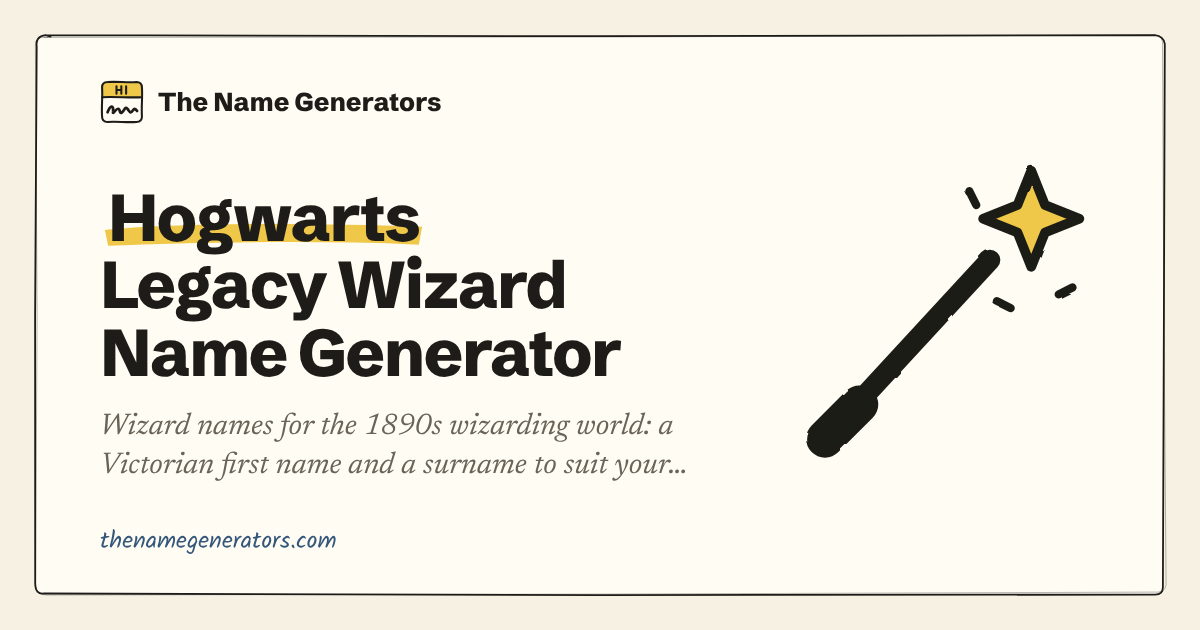 HI
The Name Generators
Hogwarts
Legacy Wizard
Name Generator
Wizard names for the 1890s wizarding world: a
Victorian first name and a surname to suit your...
thenamegenerators.com